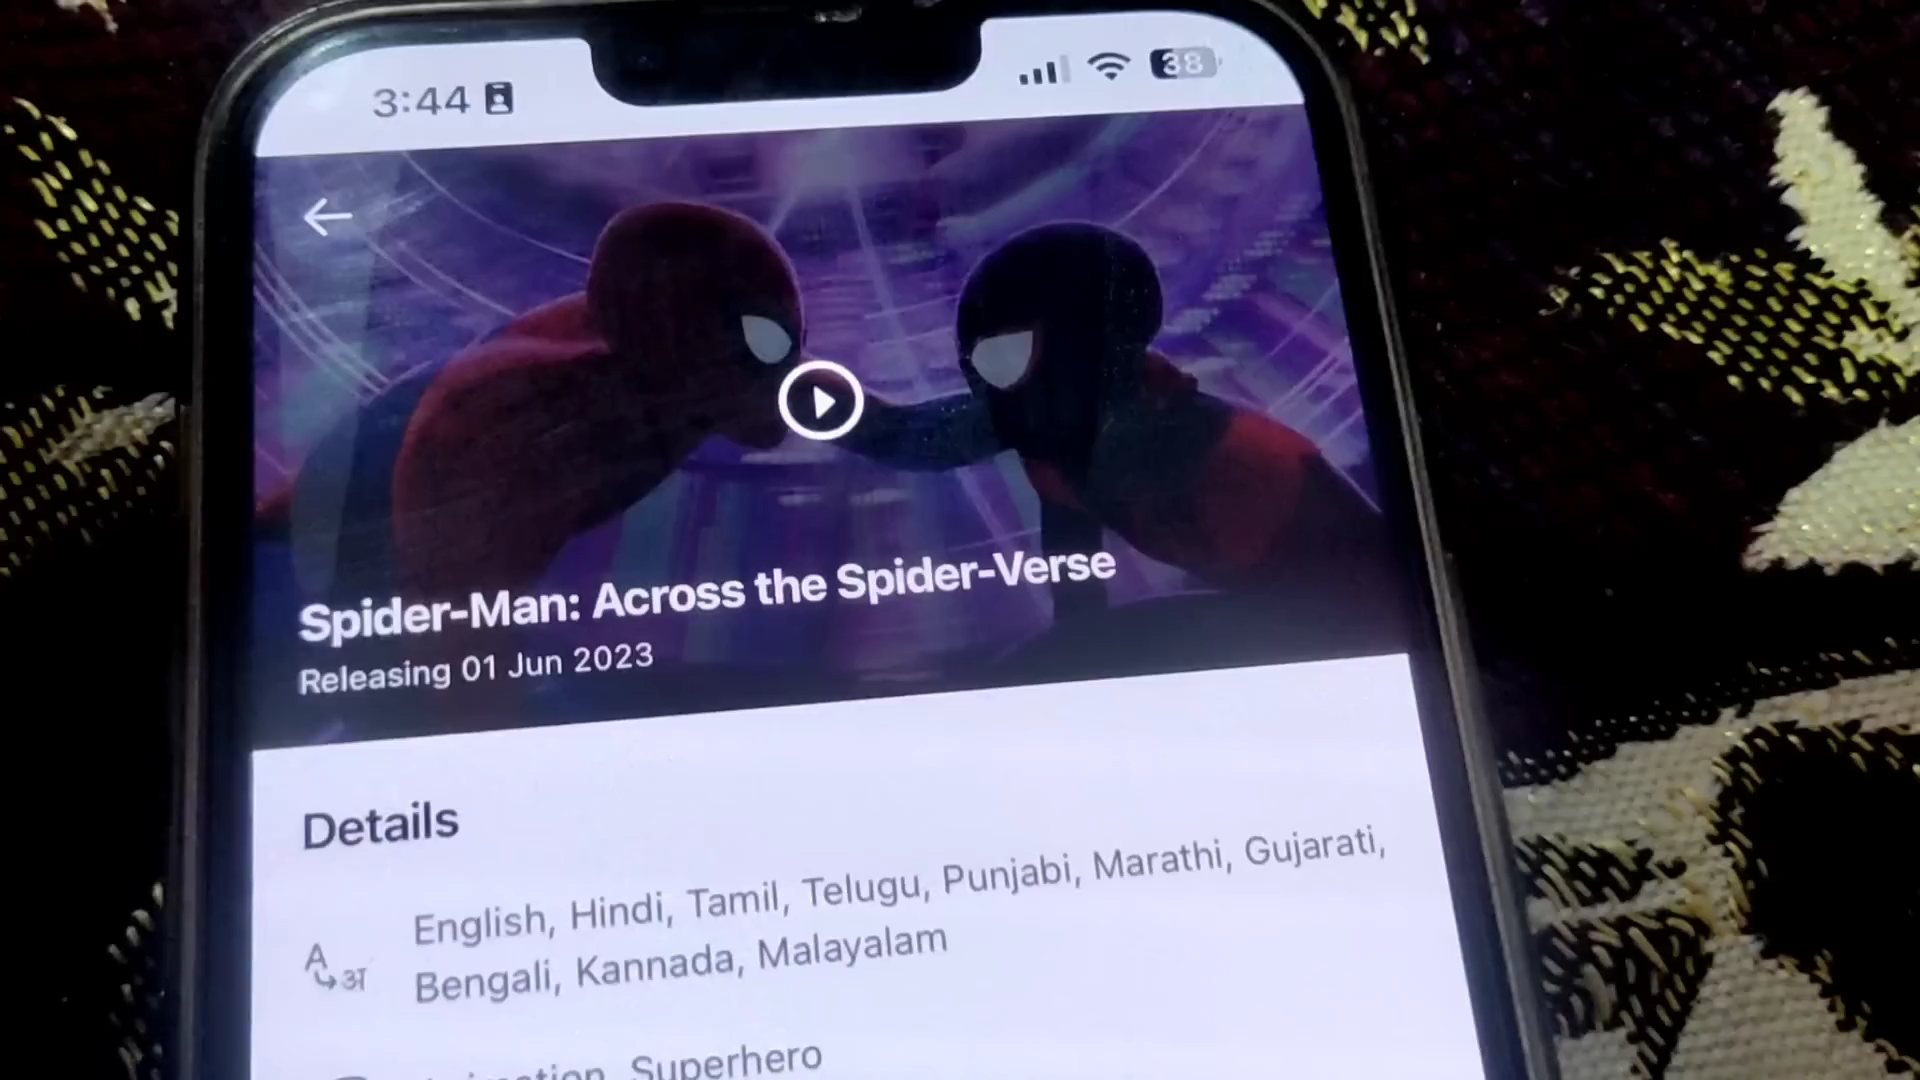 3:44
38
Spider-Man: Across the Spider-Verse
Releasing 01 Jun 2023
Details
A अ
English, Hindi, Tamil, Telugu, Punjabi, Marathi, Gujarati,
Bengali, Kannada, Malayalam
Superhero